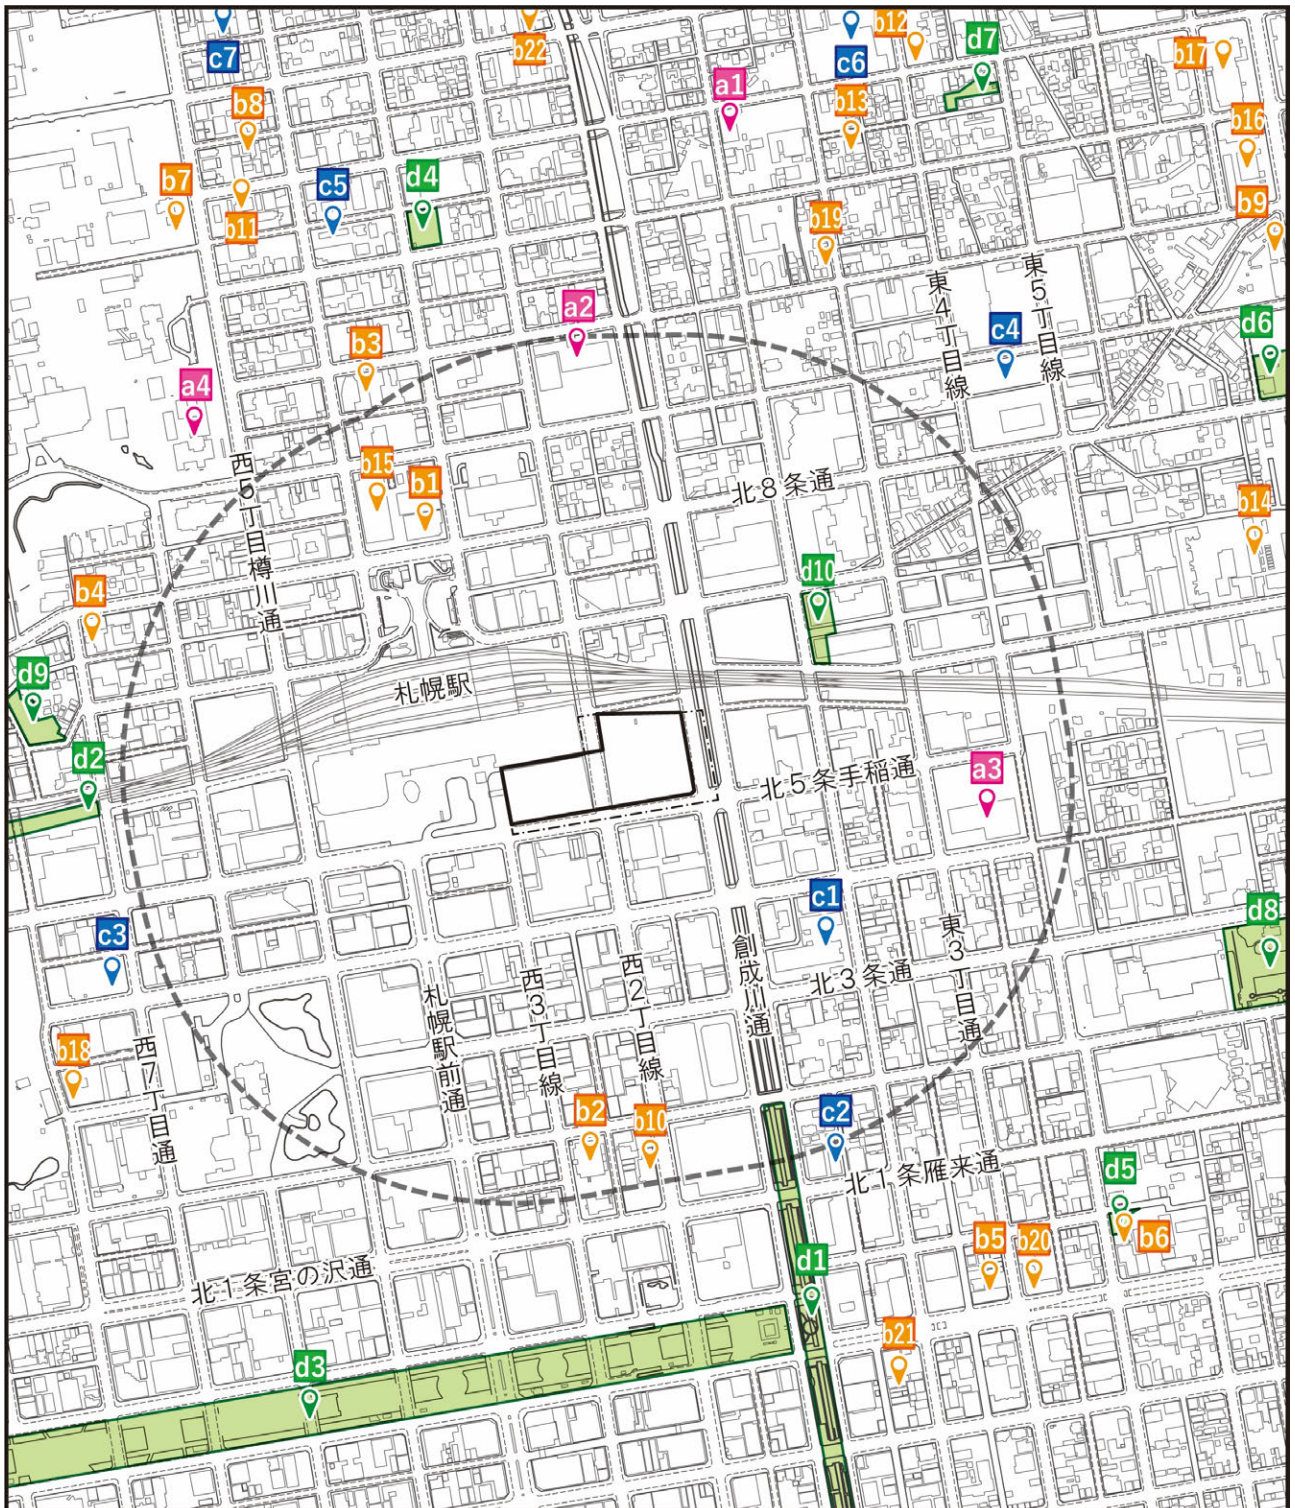 c7
b22
b12
c6
d7
b17
a1
b8
b13
b16
b7
c5
d4
b11
b19
b9
東4丁目線
東5丁目線
a2
c4
d6
b3
a4
西5丁目樽川通
b15
b1
北8条通
b14
b4
d10
d9
札幌駅
d2
北5条手稲通
a3
c1
c3
創成川通
東3丁目通
d8
北3条通
札幌駅前通
西3丁目線
西2丁目線
b18
西7丁目通
b2
b10
c2
北1条雁来通
d5
b6
b5
b20
d1
北1条宮の沢通
b21
d3